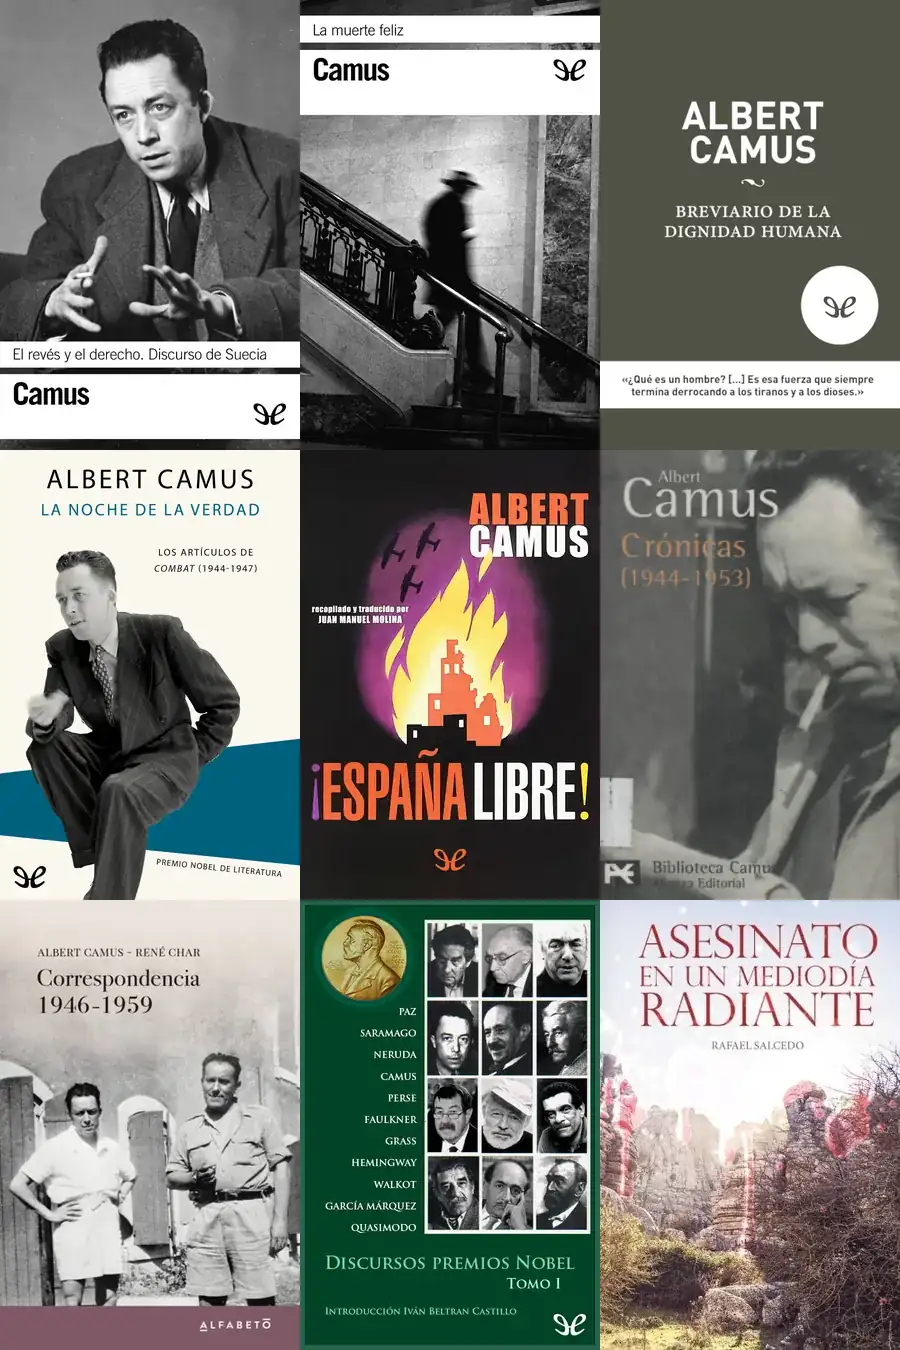 El revés y el derecho. Discurso de Suecia
Camus
La muerte feliz
Camus
ALBERT
CAMUS
BREVIARIO DE LA
DIGNIDAD HUMANA
«¿Qué es un hombre? [...] Es esa fuerza que siempre
termina derrocando a los tiranos y a los dioses.»
ALBERT CAMUS
LA NOCHE DE LA VERDAD
LOS ARTÍCULOS DE
COMBAT (1944-1947)
PREMIO NOBEL DE LITERATURA
ALBERT
CAMUS
recopilado y traducido por
JUAN MANUEL MOLINA
¡ESPAÑA LIBRE!
Albert
Camus
Crónicas
(1944-1953)
Biblioteca Camus
Alianza Editorial
ALBERT CAMUS - RENÉ CHAR
Correspondencia
1946-1959
ALFABETO
PAZ
SARAMAGO
NERUDA
CAMUS
PERSE
FAULKNER
GRASS
HEMINGWAY
WALKOT
GARCÍA MÁRQUEZ
QUASIMODO
DISCURSOS PREMIOS NOBEL
TOMO I
INTRODUCCIÓN IVÁN BELTRAN CASTILLO
ASESINATO
EN UN MEDIODÍA
RADIANTE
RAFAEL SALCEDO